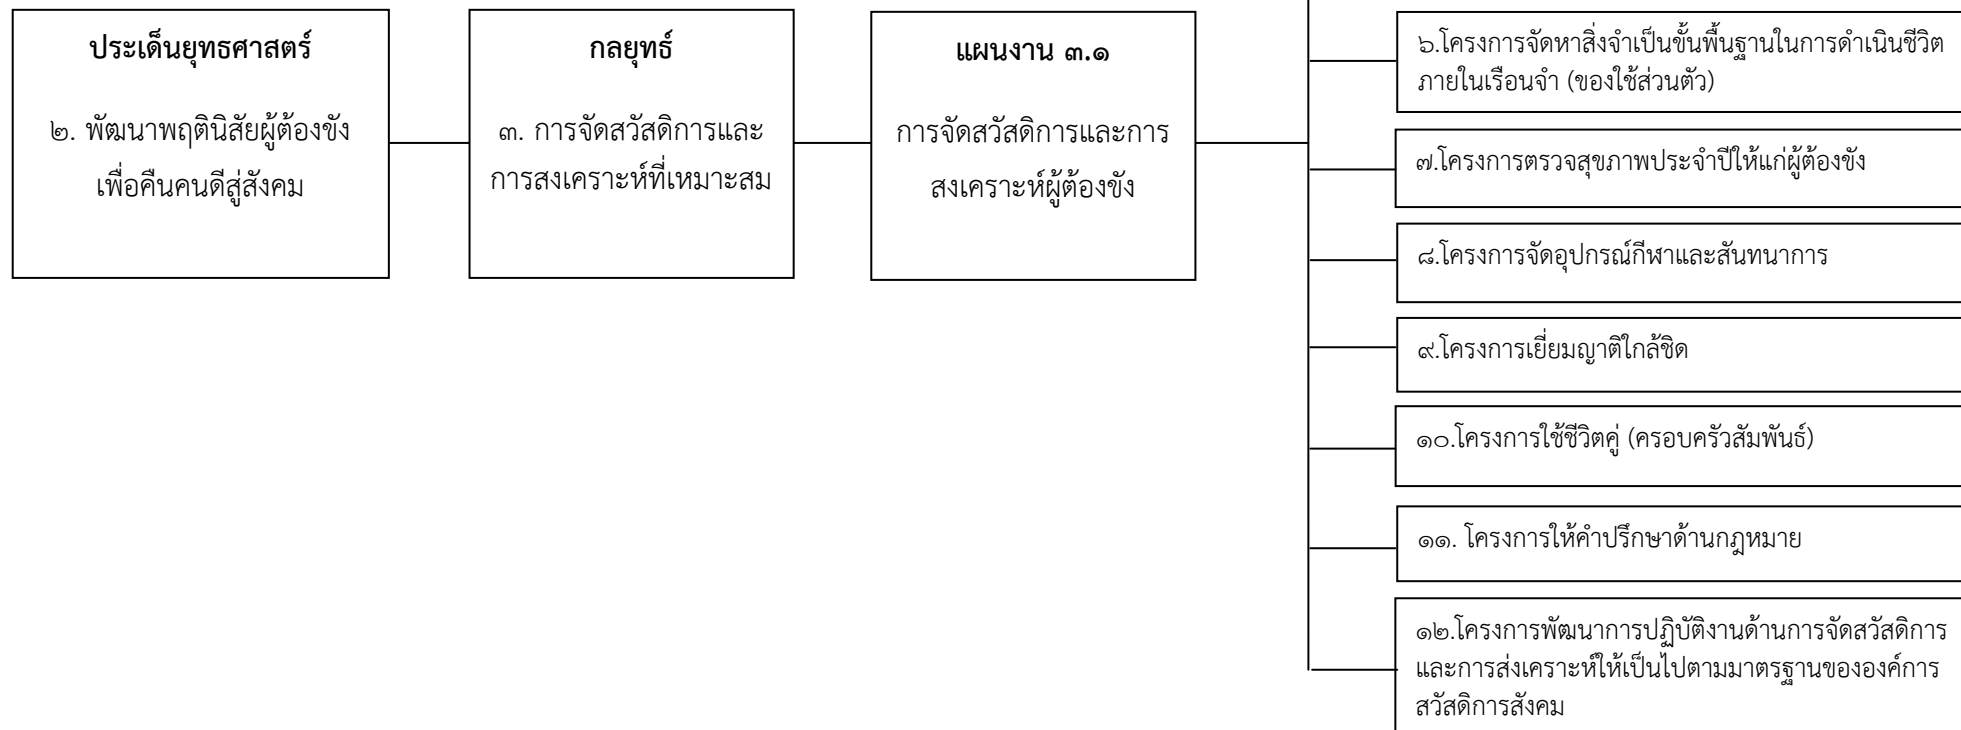 ประเด็นยุทธศาสตร์
๒. พัฒนาพฤตินิสัยผู้ต้องขัง
เพื่อคืนคนดีสู่สังคม
กลยุทธ์
๓. การจัดสวัสดิการและ
การสงเคราะห์ที่เหมาะสม
แผนงาน ๓.๑
การจัดสวัสดิการและการ
สงเคราะห์ผู้ต้องขัง
๖.โครงการจัดหาสิ่งจำเป็นขั้นพื้นฐานในการดำเนินชีวิต
ภายในเรือนจำ (ของใช้ส่วนตัว)
๗.โครงการตรวจสุขภาพประจำปีให้แก่ผู้ต้องขัง
๘.โครงการจัดอุปกรณ์กีฬาและสันทนาการ
๙.โครงการเยี่ยมญาติใกล้ชิด
๑๐.โครงการใช้ชีวิตคู่ (ครอบครัวสัมพันธ์)
๑๑. โครงการให้คำปรึกษาด้านกฎหมาย
๑๒.โครงการพัฒนาการปฏิบัติงานด้านการจัดสวัสดิการ
และการส่งเคราะห์ให้เป็นไปตามมาตรฐานขององค์การ
สวัสดิการสังคม